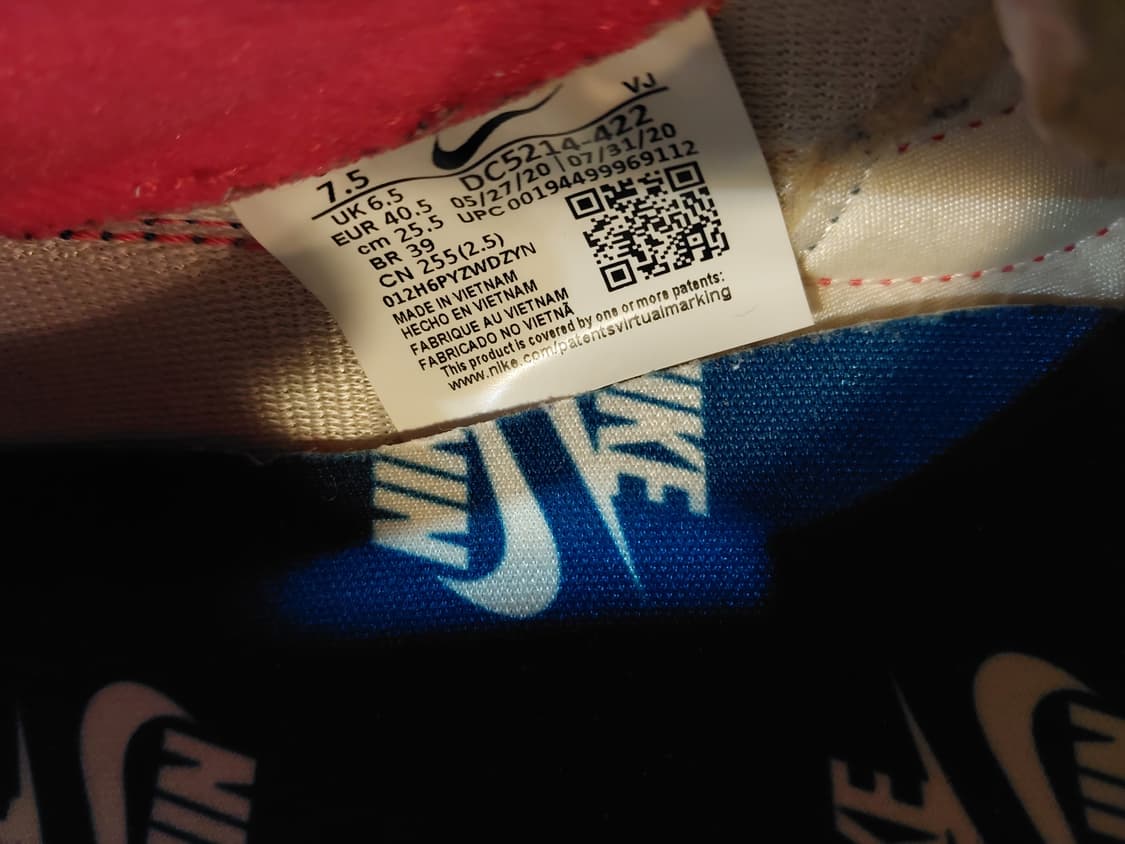 VJ
7.5
UK 6.5
EUR 40.5
cm 25.5
BR 39
CN 255(2.5)
012H6PYZWDZYN
DC5214-422
05/27/20 07/31/20
UPC 00194499969112
MADE IN VIETNAM
HECHO EN VIETNAM
FABRIQUE AU VIETNAM
FABRICADO NO VIETNÃ
This product is covered by one or more patents:
www.nike.com/patentsvirtualmarking
NIKE
NIKE
NIKE
NIKE